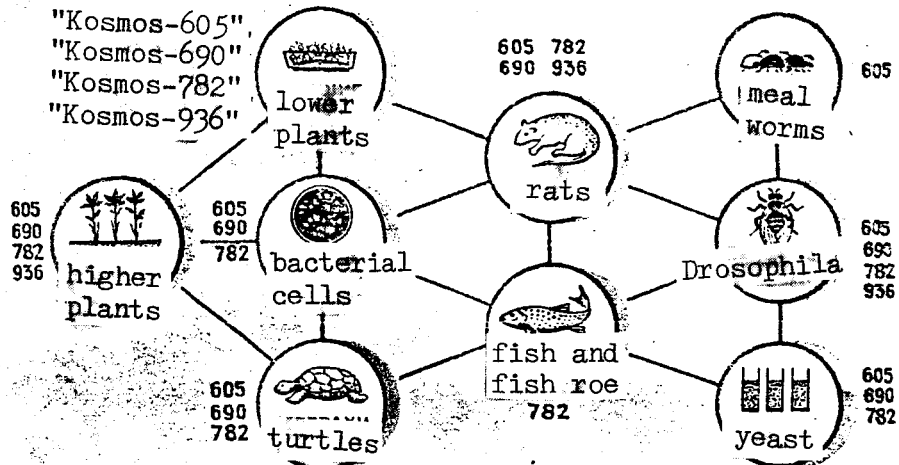 "Kosmos-605",
"Kosmos-690"
"Kosmos-782"
"Kosmos-936"
lower
plants
605 782
690 936
rats
605
meal
worms
605
690
782
936
higher
plants
605
690
782
bacterial
cells
Drosophila
605
690
782
936
605
690
782
turtles
fish and
fish roe
782
yeast
605
690
782